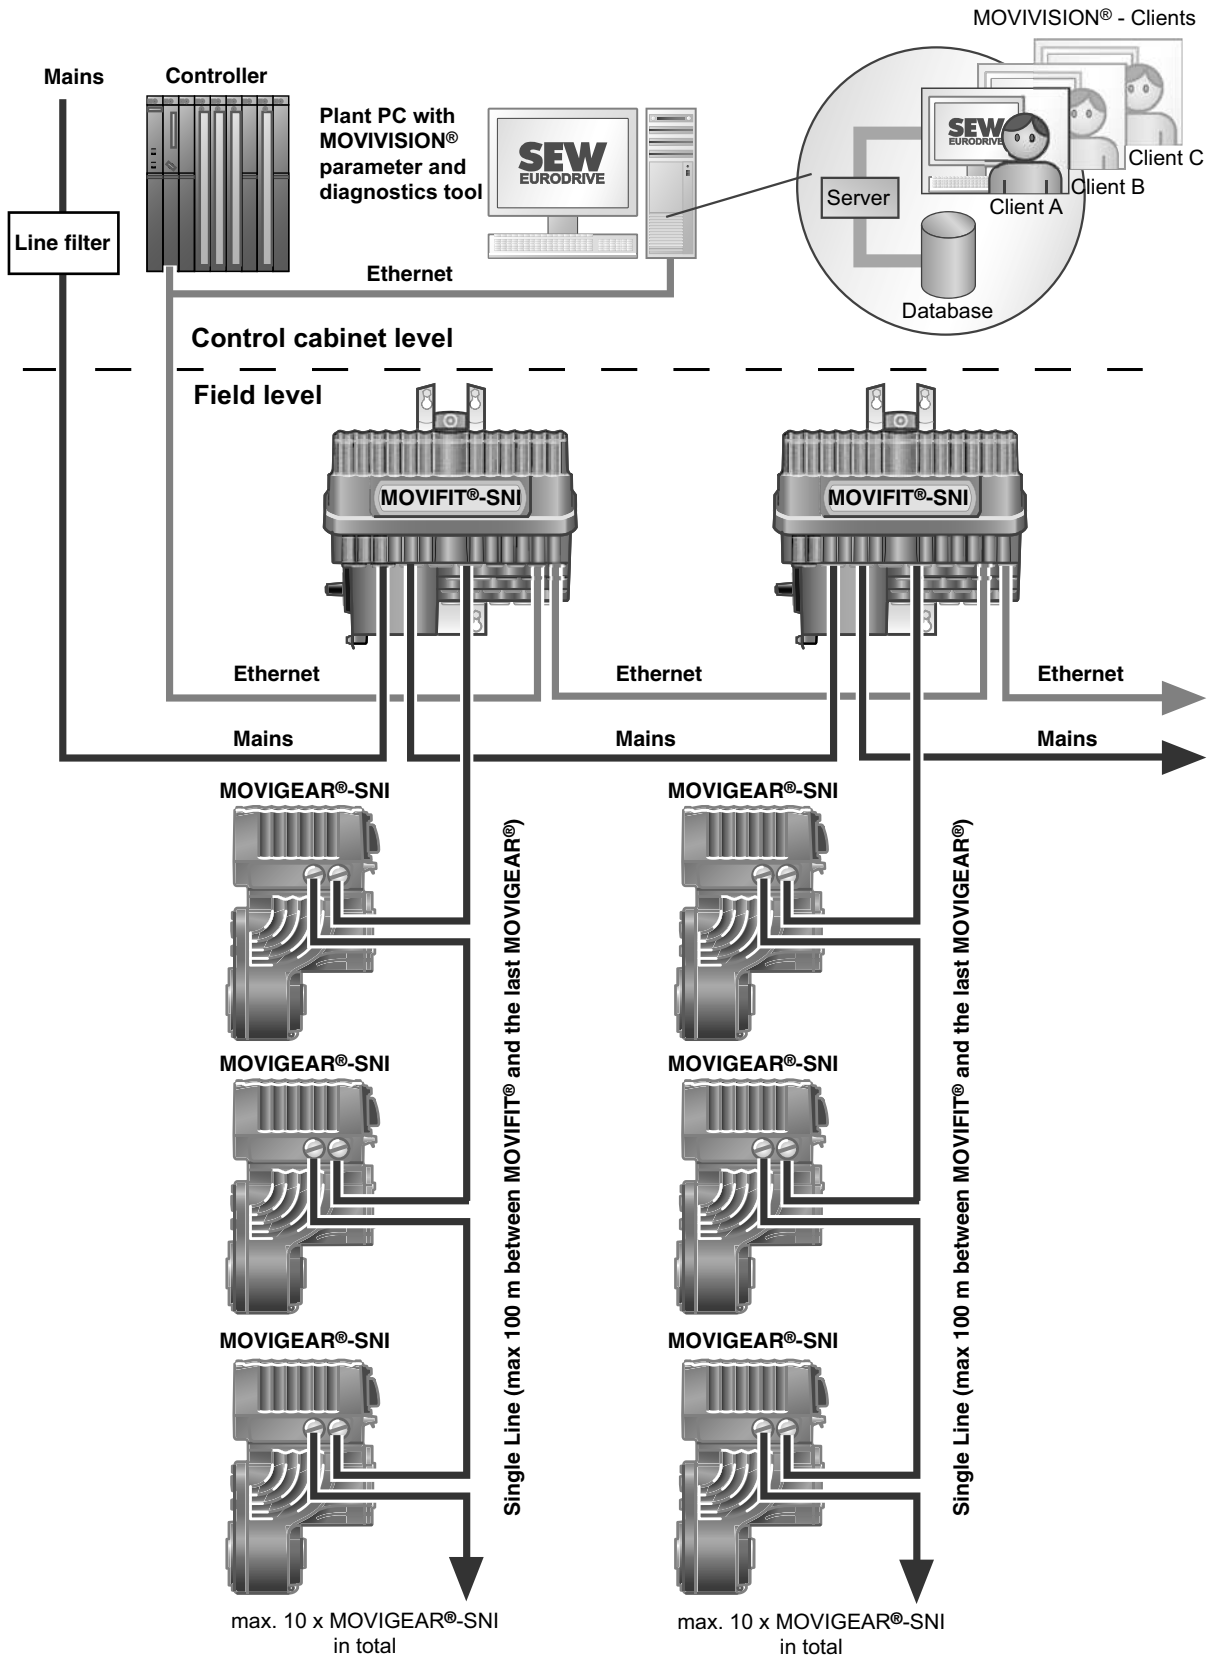 MOVIVISION® - Clients
Mains
Controller
Plant PC with
MOVIVISION®
parameter and
diagnostics tool
SEW
EURODRIVE
SEW
EURODRIVE
Client C
Client B
Client A
Server
Database
Line filter
Ethernet
Control cabinet level
Field level
MOVIFIT®-SNI
MOVIFIT®-SNI
Ethernet
Ethernet
Ethernet
Mains
Mains
Mains
MOVIGEAR®-SNI
MOVIGEAR®-SNI
Single Line (max 100 m between MOVIFIT® and the last MOVIGEAR®)
Single Line (max 100 m between MOVIFIT® and the last MOVIGEAR®)
MOVIGEAR®-SNI
MOVIGEAR®-SNI
MOVIGEAR®-SNI
MOVIGEAR®-SNI
max. 10 x MOVIGEAR®-SNI
in total
max. 10 x MOVIGEAR®-SNI
in total